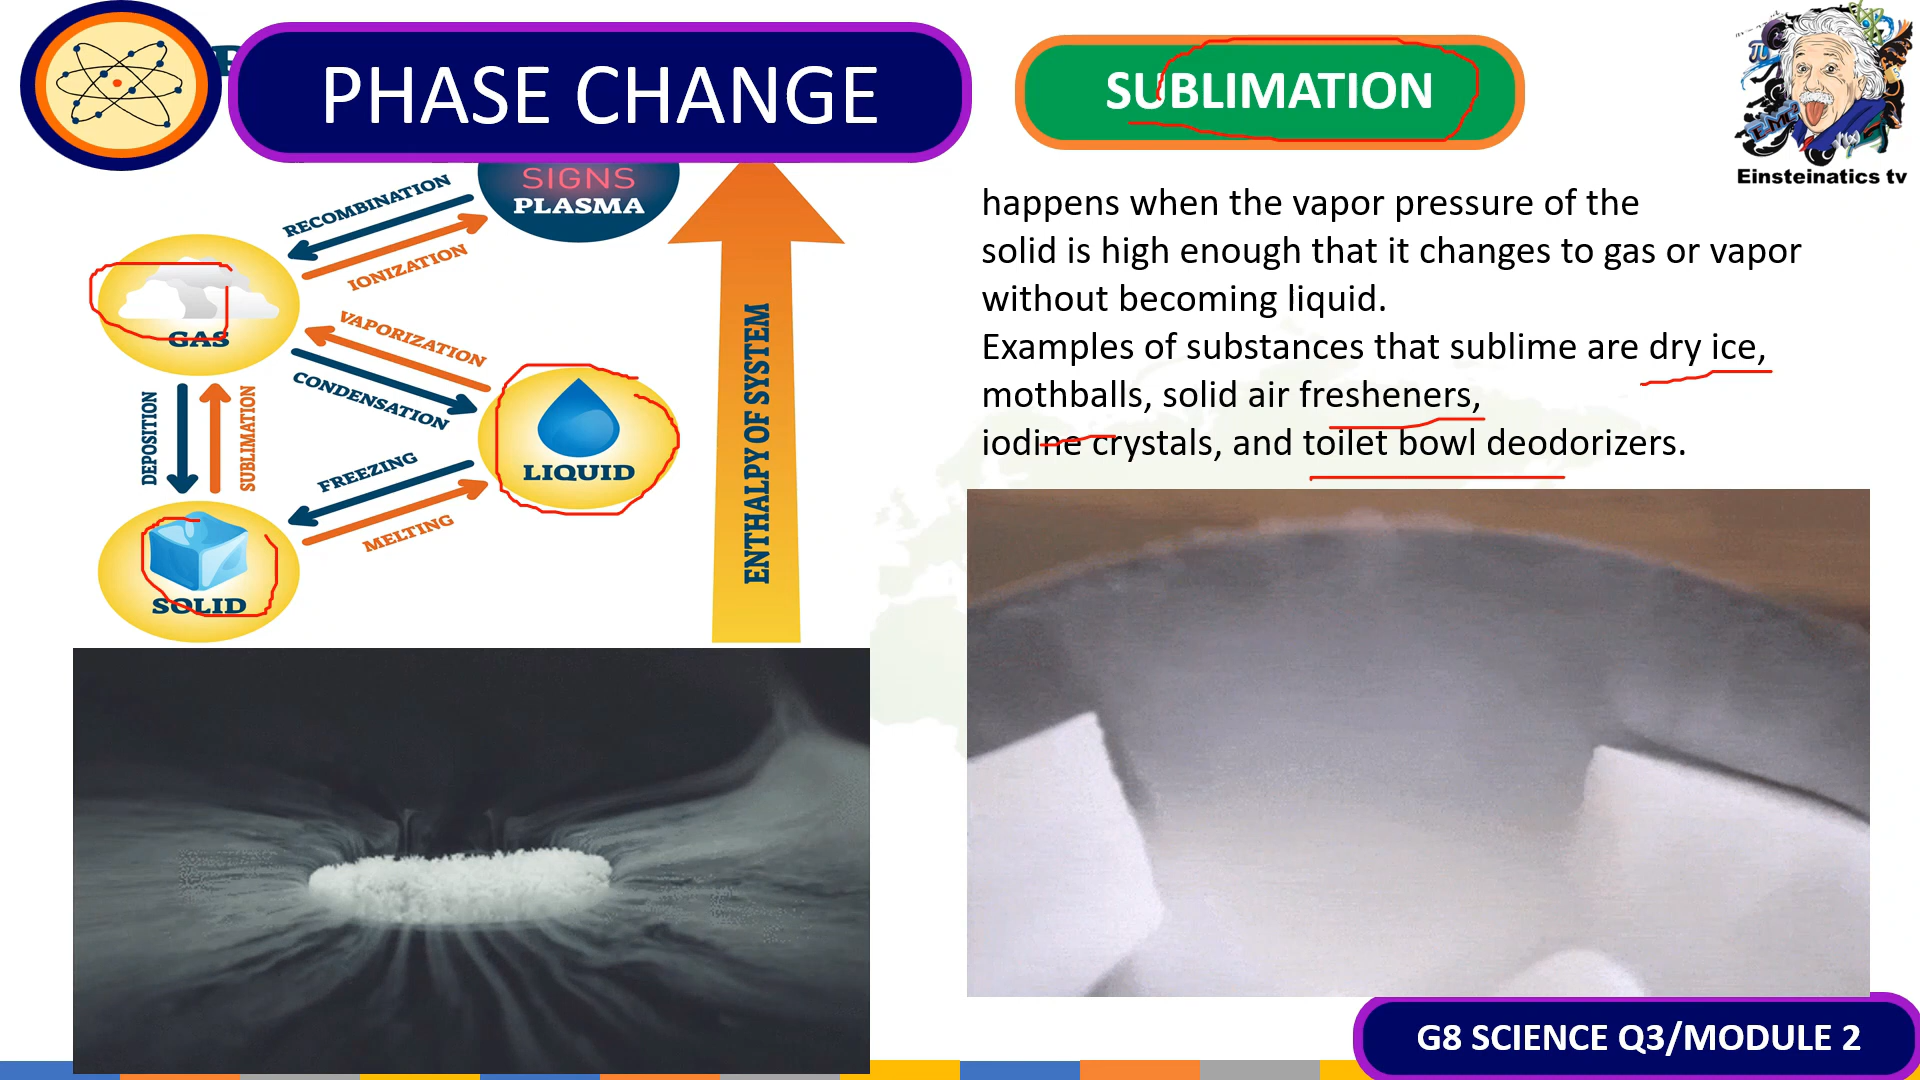 PHASE CHANGE
SUBLIMATION
Einsteinatics tv
SIGNS
PLASMA
RECOMBINATION
IONIZATION
GAS
VAPORIZATION
CONDENSATION
LIQUID
DEPOSITION
SUBLIMATION
FREEZING
MELTING
SOLID
ENTHALPY OF SYSTEM
happens when the vapor pressure of the
solid is high enough that it changes to gas or vapor
without becoming liquid.
Examples of substances that sublime are dry ice,
mothballs, solid air fresheners,
iodine crystals, and toilet bowl deodorizers.
G8 SCIENCE Q3/MODULE 2